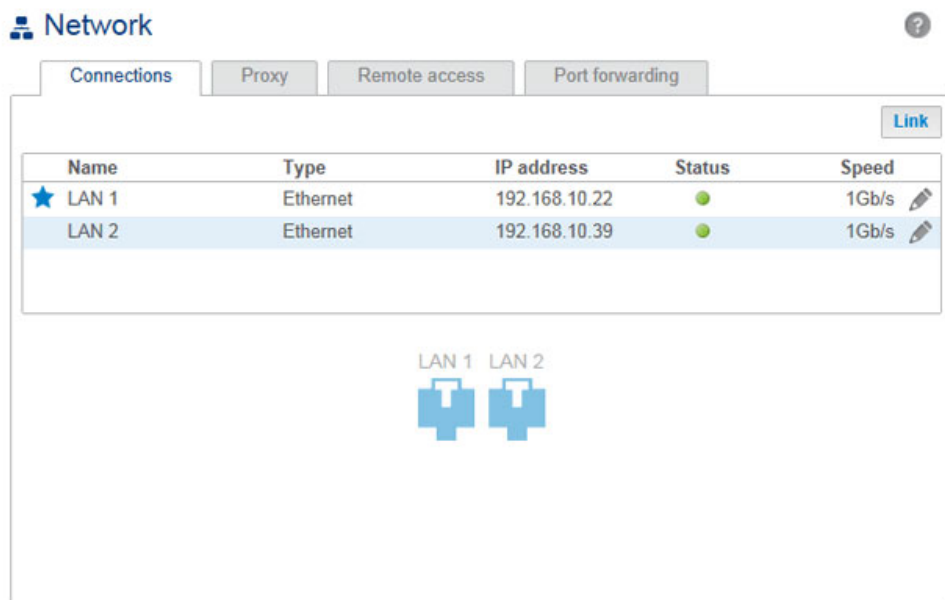 Network
?
Connections Proxy Remote access Port forwarding
Link
Name Type IP address Status Speed
LAN 1 Ethernet 192.168.10.22 1Gb/s
LAN 2 Ethernet 192.168.10.39 1Gb/s
LAN 1 LAN 2